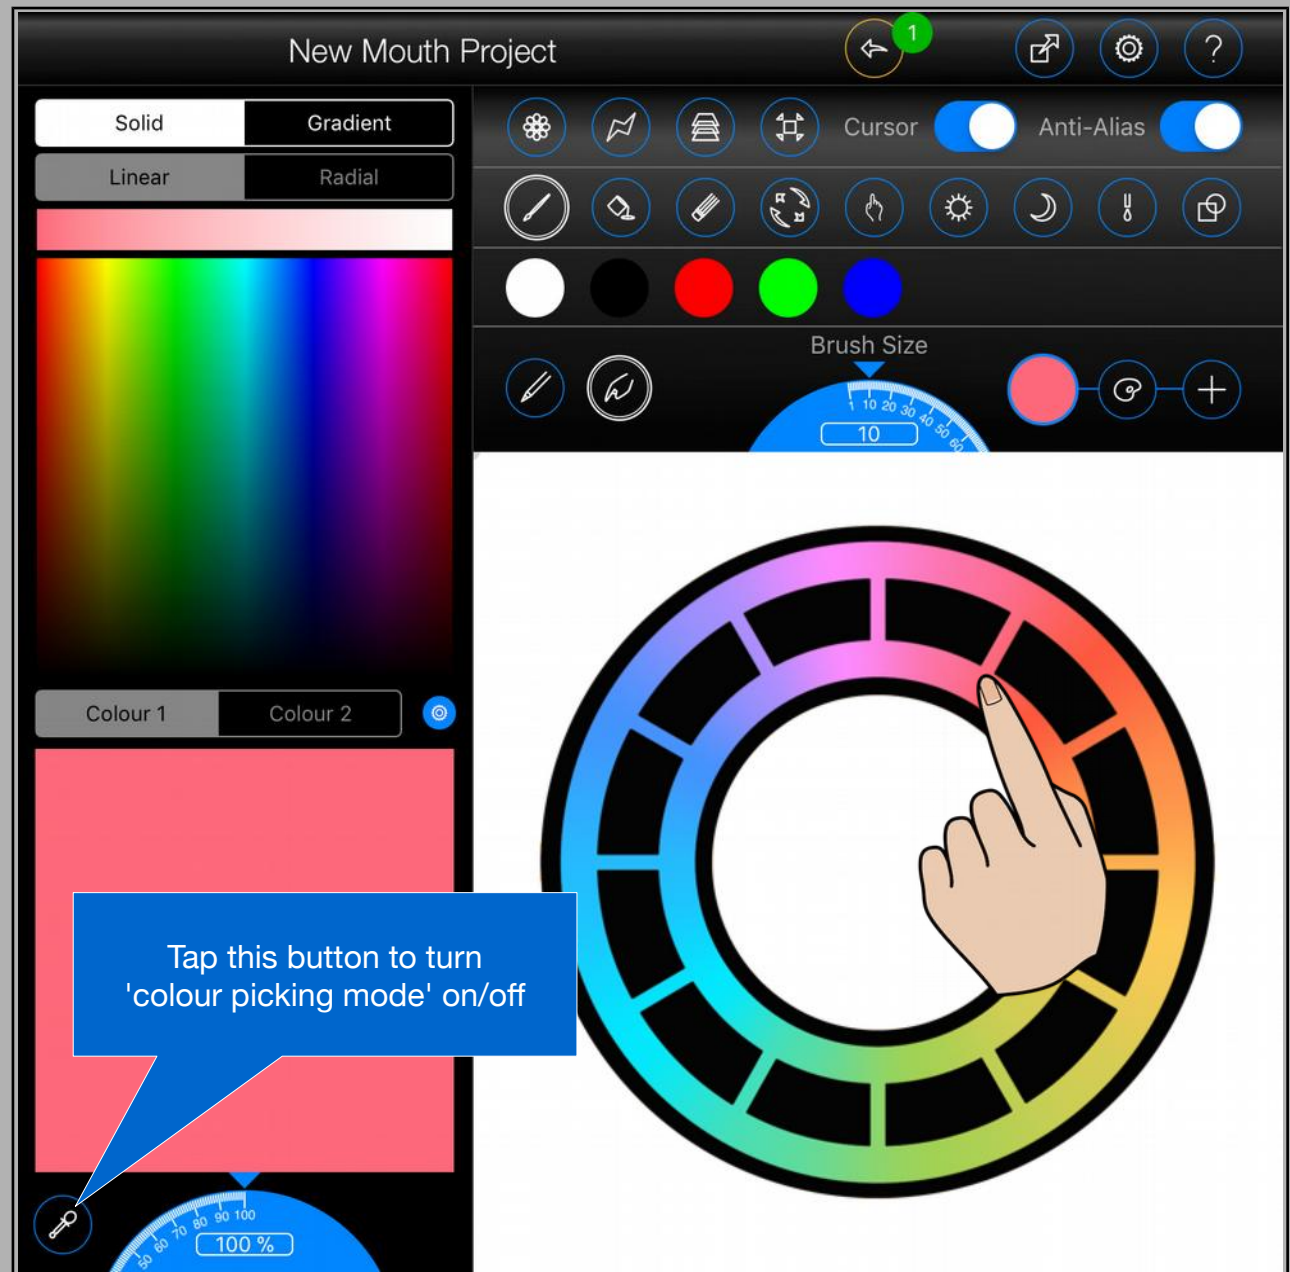 New Mouth Project
1
?
Solid Gradient
Cursor Anti-Alias
Linear Radial
Brush Size
1 10 20 30 40 50 60
10
Colour 1 Colour 2
Tap this button to turn
'colour picking mode' on/off
50 60 70 80 90 100
100 %